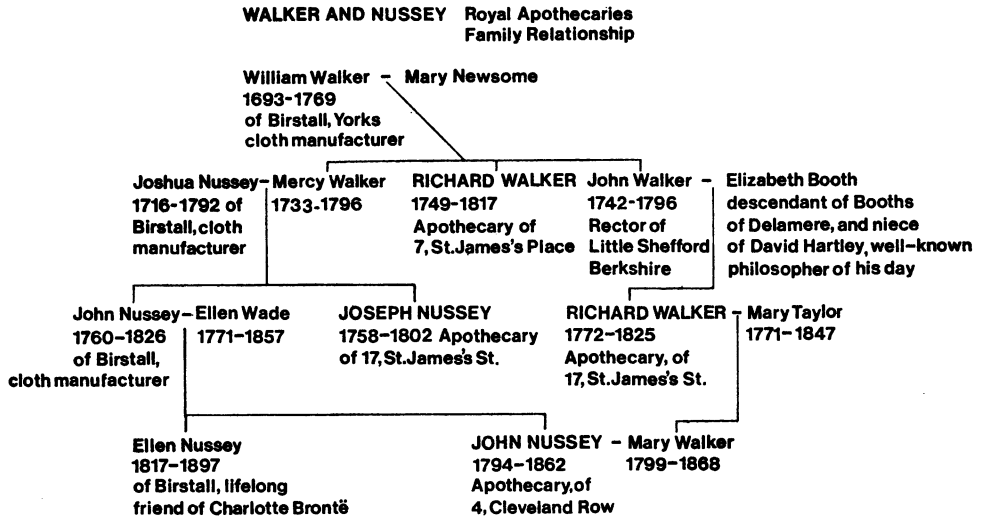 WALKER AND NUSSEY Royal Apothecaries
Family Relationship
William Walker – Mary Newsome
1693-1769
of Birstall, Yorks
cloth manufacturer
Joshua Nussey – Mercy Walker
1716-1792 of
Birstall, cloth
manufacturer
1733-1796
RICHARD WALKER
1749-1817
Apothecary of
7, St. James's Place
John Walker –
1742-1796
Rector of
Little Shefford
Berkshire
Elizabeth Booth
descendant of Booths
of Delamere, and niece
of David Hartley, well-known
philosopher of his day
John Nussey – Ellen Wade
1760-1826
of Birstall,
cloth manufacturer
1771-1857
JOSEPH NUSSEY
1758-1802 Apothecary
of 17, St. James's St.
RICHARD WALKER – Mary Taylor
1772-1825
Apothecary, of
17, St. James's St.
1771-1847
Ellen Nussey
1817-1897
of Birstall, lifelong
friend of Charlotte Brontë
JOHN NUSSEY – Mary Walker
1794-1862
Apothecary, of
4, Cleveland Row
1799-1868